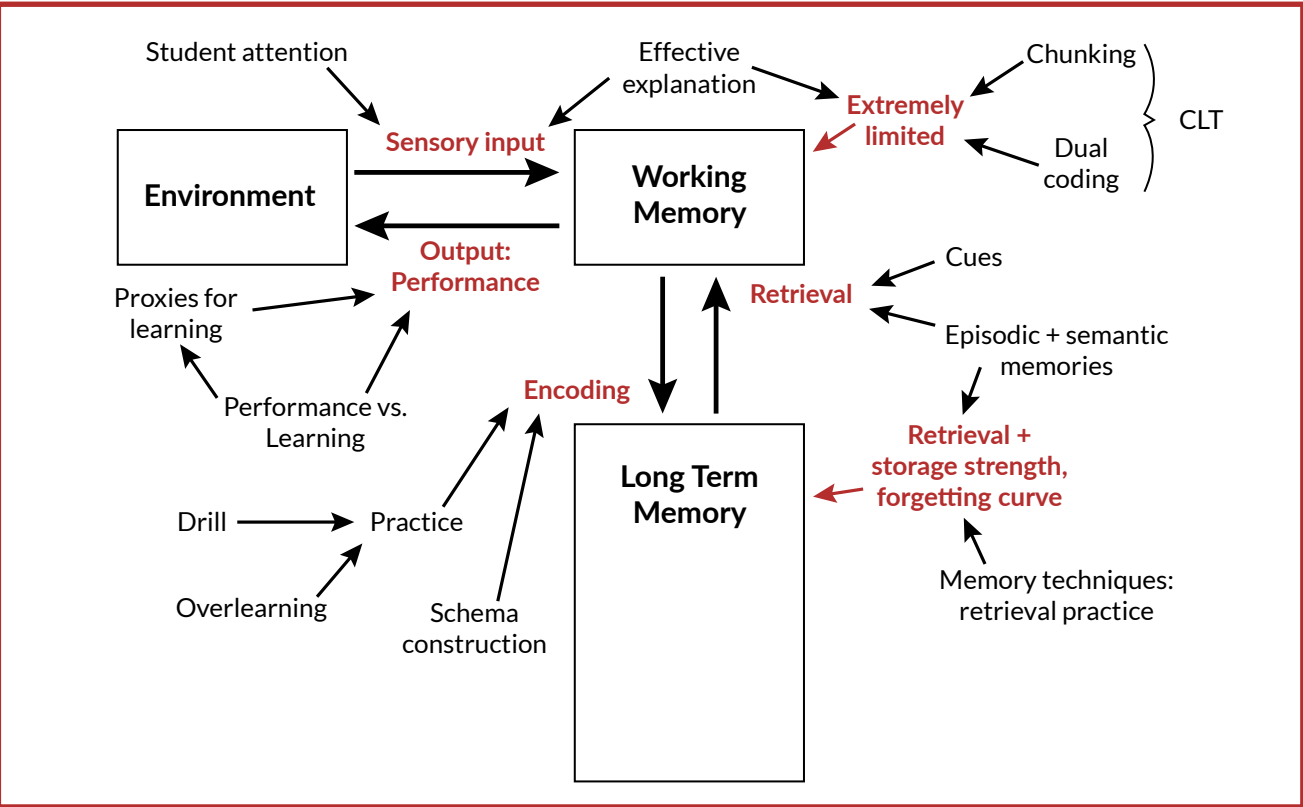 Student attention
Effective
explanation
Chunking
Extremely
limited
CLT
Dual
coding
Sensory input
Environment
Working
Memory
Output:
Performance
Cues
Retrieval
Proxies for
learning
Episodic + semantic
memories
Encoding
Performance vs.
Learning
Retrieval +
storage strength,
forgetting curve
Long Term
Memory
Drill
Practice
Memory techniques:
retrieval practice
Overlearning
Schema
construction